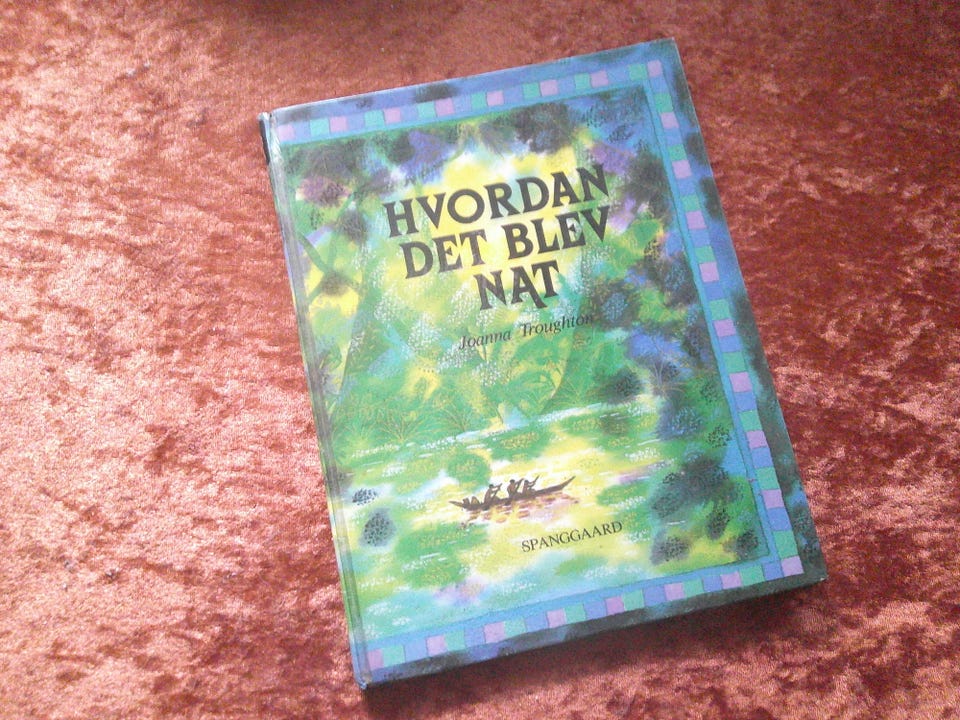 HVORDAN
DET BLEV
NAT
Joanna Troughton
SPANGGAARD